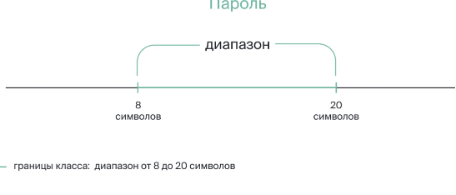 Пароль
диапазон
8
символов
20
символов
границы класса: диапазон от 8 до 20 символов